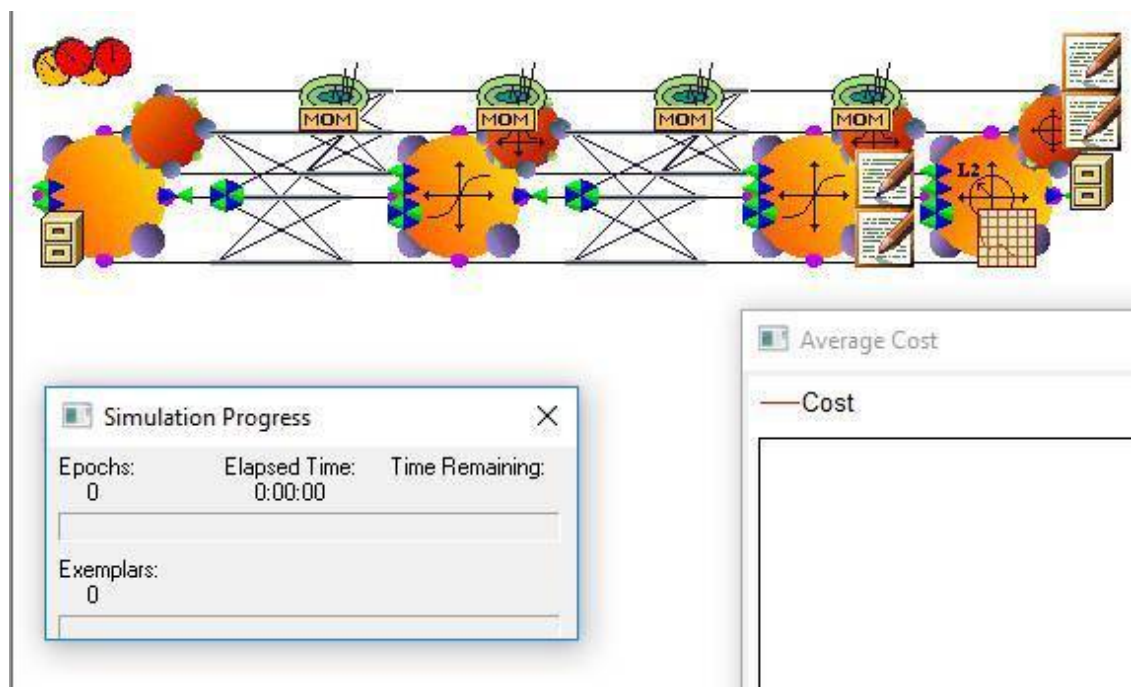 MOM MOM MOM MOM
L2
Average Cost
Cost
Simulation Progress
Epochs: Elapsed Time: Time Remaining:
0 0:00:00
Exemplars:
0